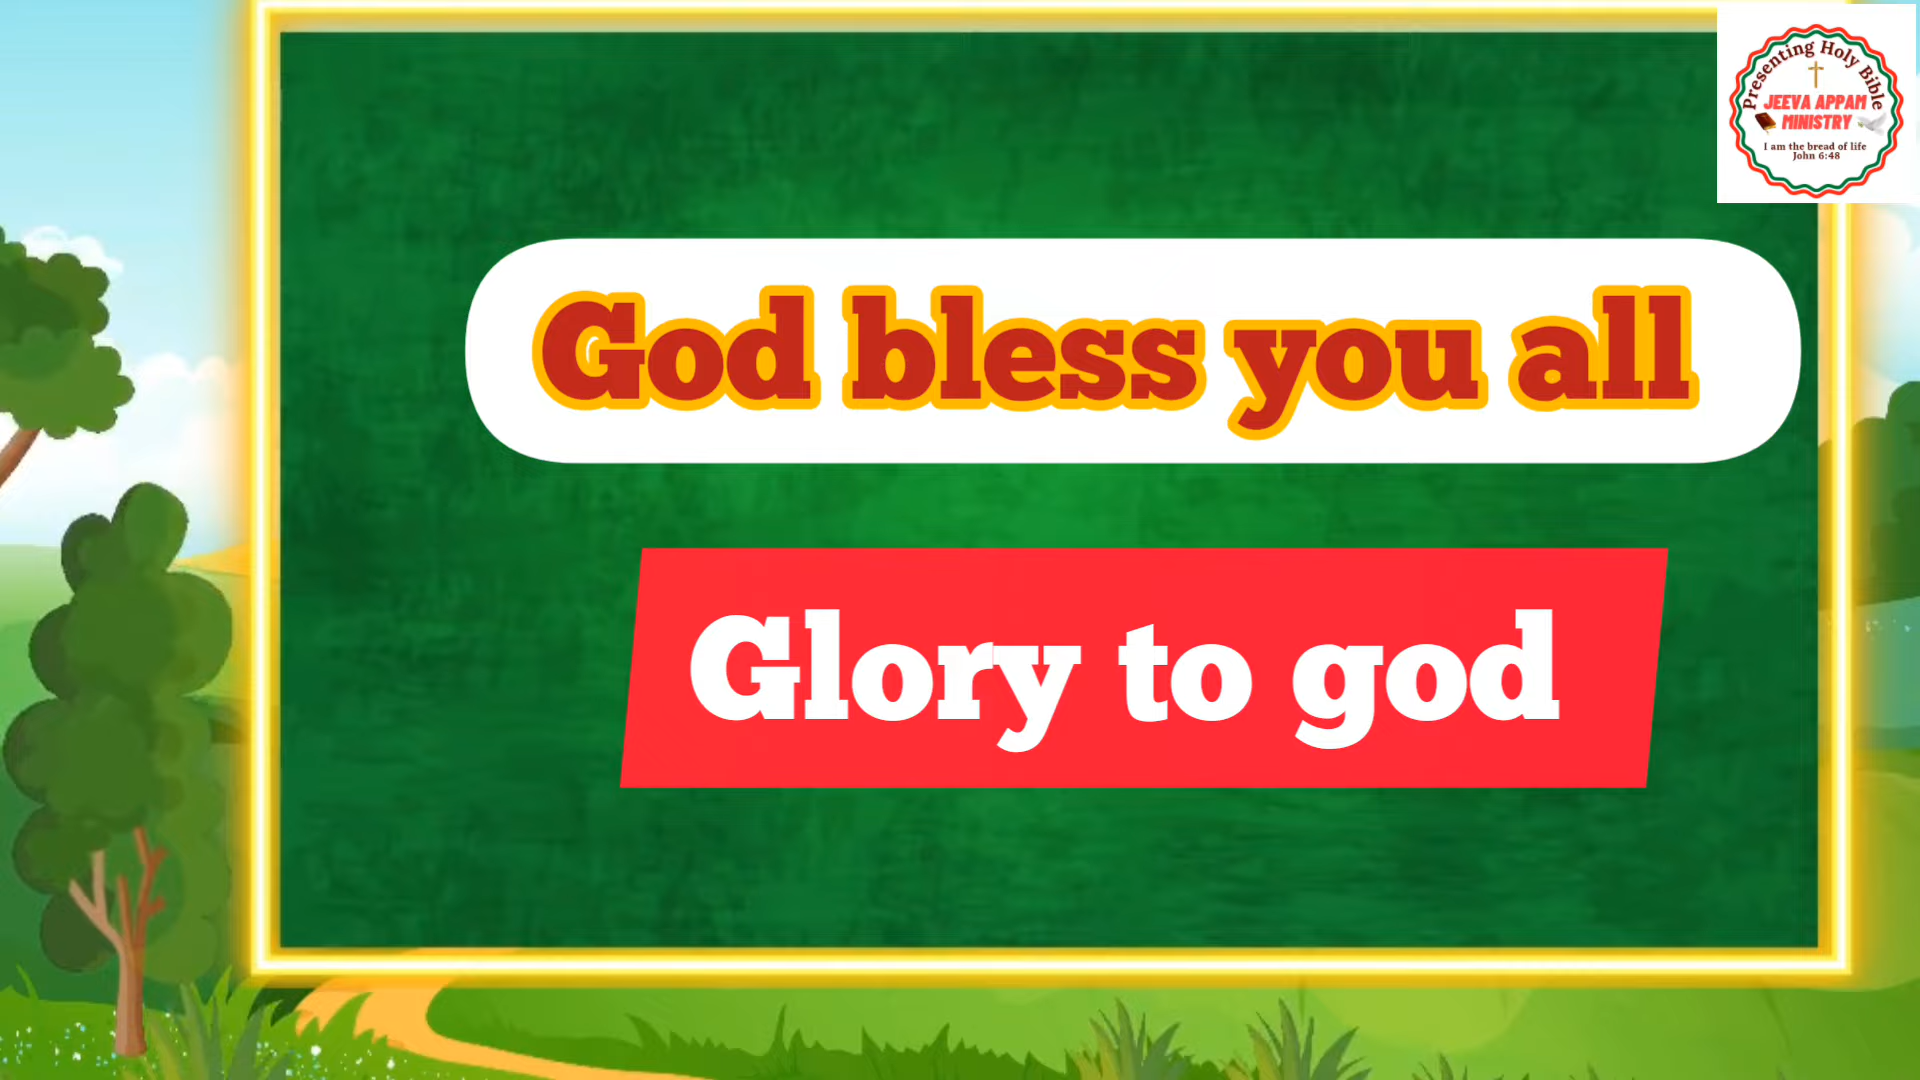 Presenting Holy Bible
JEEVA APPAM
MINISTRY
I am the bread of life
John 6:48
God bless you all
Glory to god